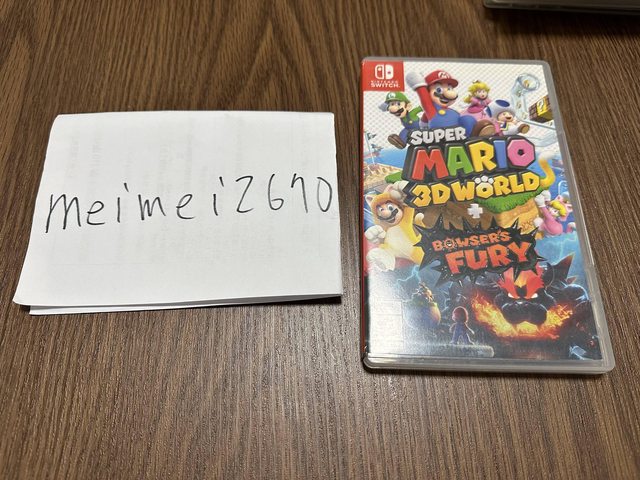 meimei2670
NINTENDO
SWITCH
SUPER
MARIO
3D WORLD
+
BOWSER'S
FURY